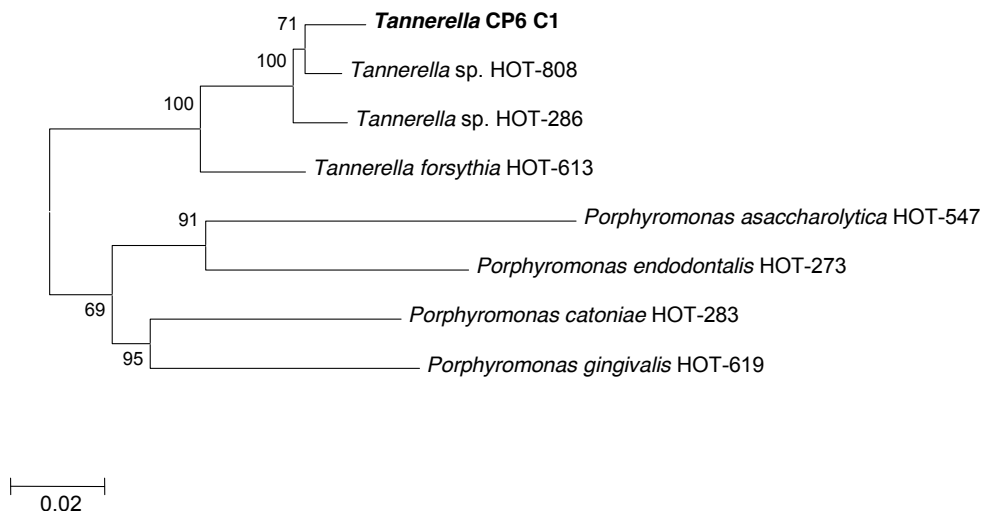 71
Tannerella CP6 C1
100
Tannerella sp. HOT-808
100
Tannerella sp. HOT-286
Tannerella forsythia HOT-613
91
Porphyromonas asaccharolytica HOT-547
Porphyromonas endodontalis HOT-273
69
Porphyromonas catoniae HOT-283
95
Porphyromonas gingivalis HOT-619
0.02